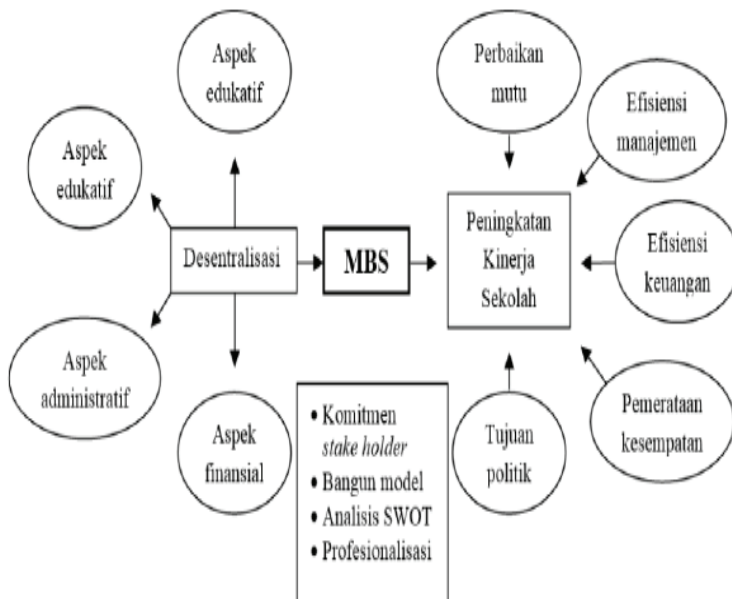 Aspek
edukatif
Perbaikan
mutu
Efisiensi
manajemen
Aspek
edukatif
Desentralisasi
MBS
Peningkatan
Kinerja
Sekolah
Efisiensi
keuangan
Aspek
administratif
Aspek
finansial
• Komitmen
stake holder
• Bangun model
• Analisis SWOT
• Profesionalisasi
Tujuan
politik
Pemerataan
kesempatan